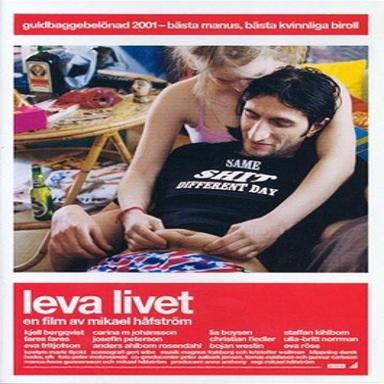 guldbaggebelönad 2001 – bästa manus, bästa kvinnliga biroll
SAME
SHIT
DIFFERENT DAY
leva livet
en film av mikael håfström
kjell bergqvist carina m johansson lia boysen staffan kihlbom
fares fares josefin peterson christian fiedler ulla-britt norrman
eva fritjofson anders ahlbom rosendahl bojan westin eva röse